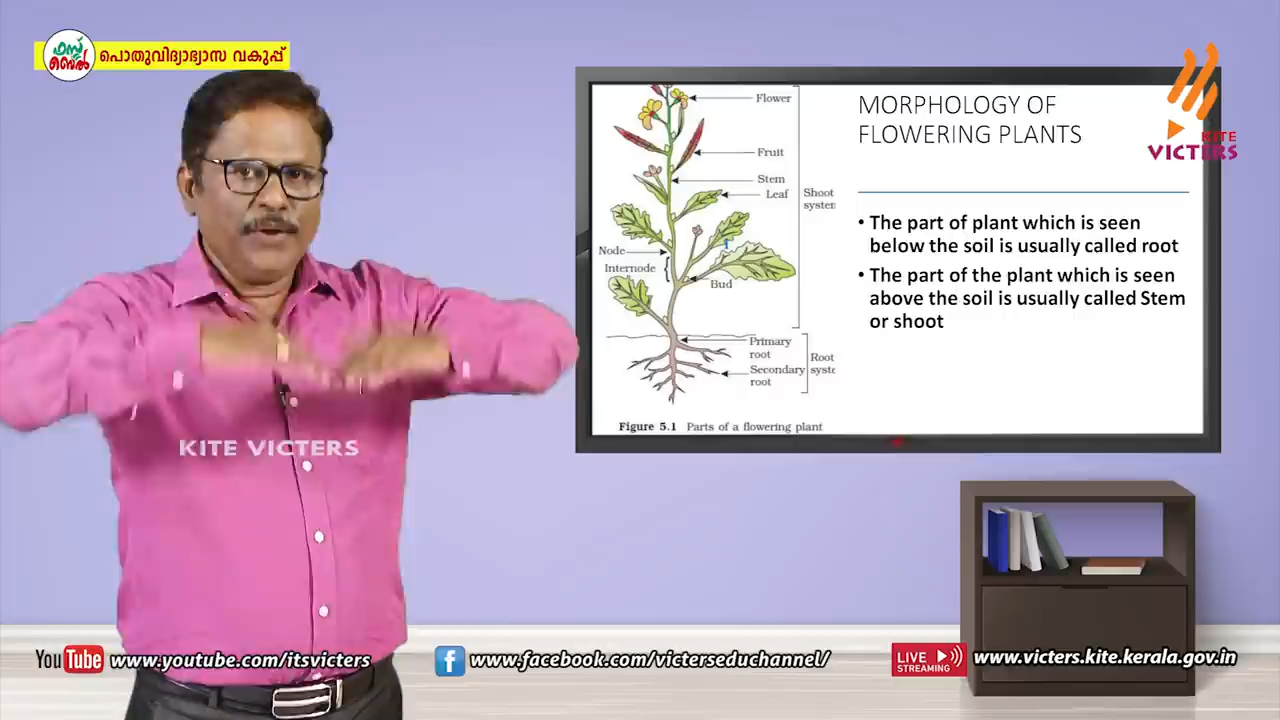 ഫസ്റ്റ്
ബെൽ
പൊതുവിദ്യാഭ്യാസ വകുപ്പ്
KITE
VICTERS
MORPHOLOGY OF
FLOWERING PLANTS
• The part of plant which is seen
below the soil is usually called root
• The part of the plant which is seen
above the soil is usually called Stem
or shoot
Flower
Fruit
Stem
Leaf
Shoot
system
Node
Internode
Bud
Primary
root
Secondary
root
Root
syste
Figure 5.1 Parts of a flowering plant
KITE VICTERS
YouTube www.youtube.com/itsvicters
f www.facebook.com/victerseduchannel/
LIVE
STREAMING
www.victers.kite.kerala.gov.in